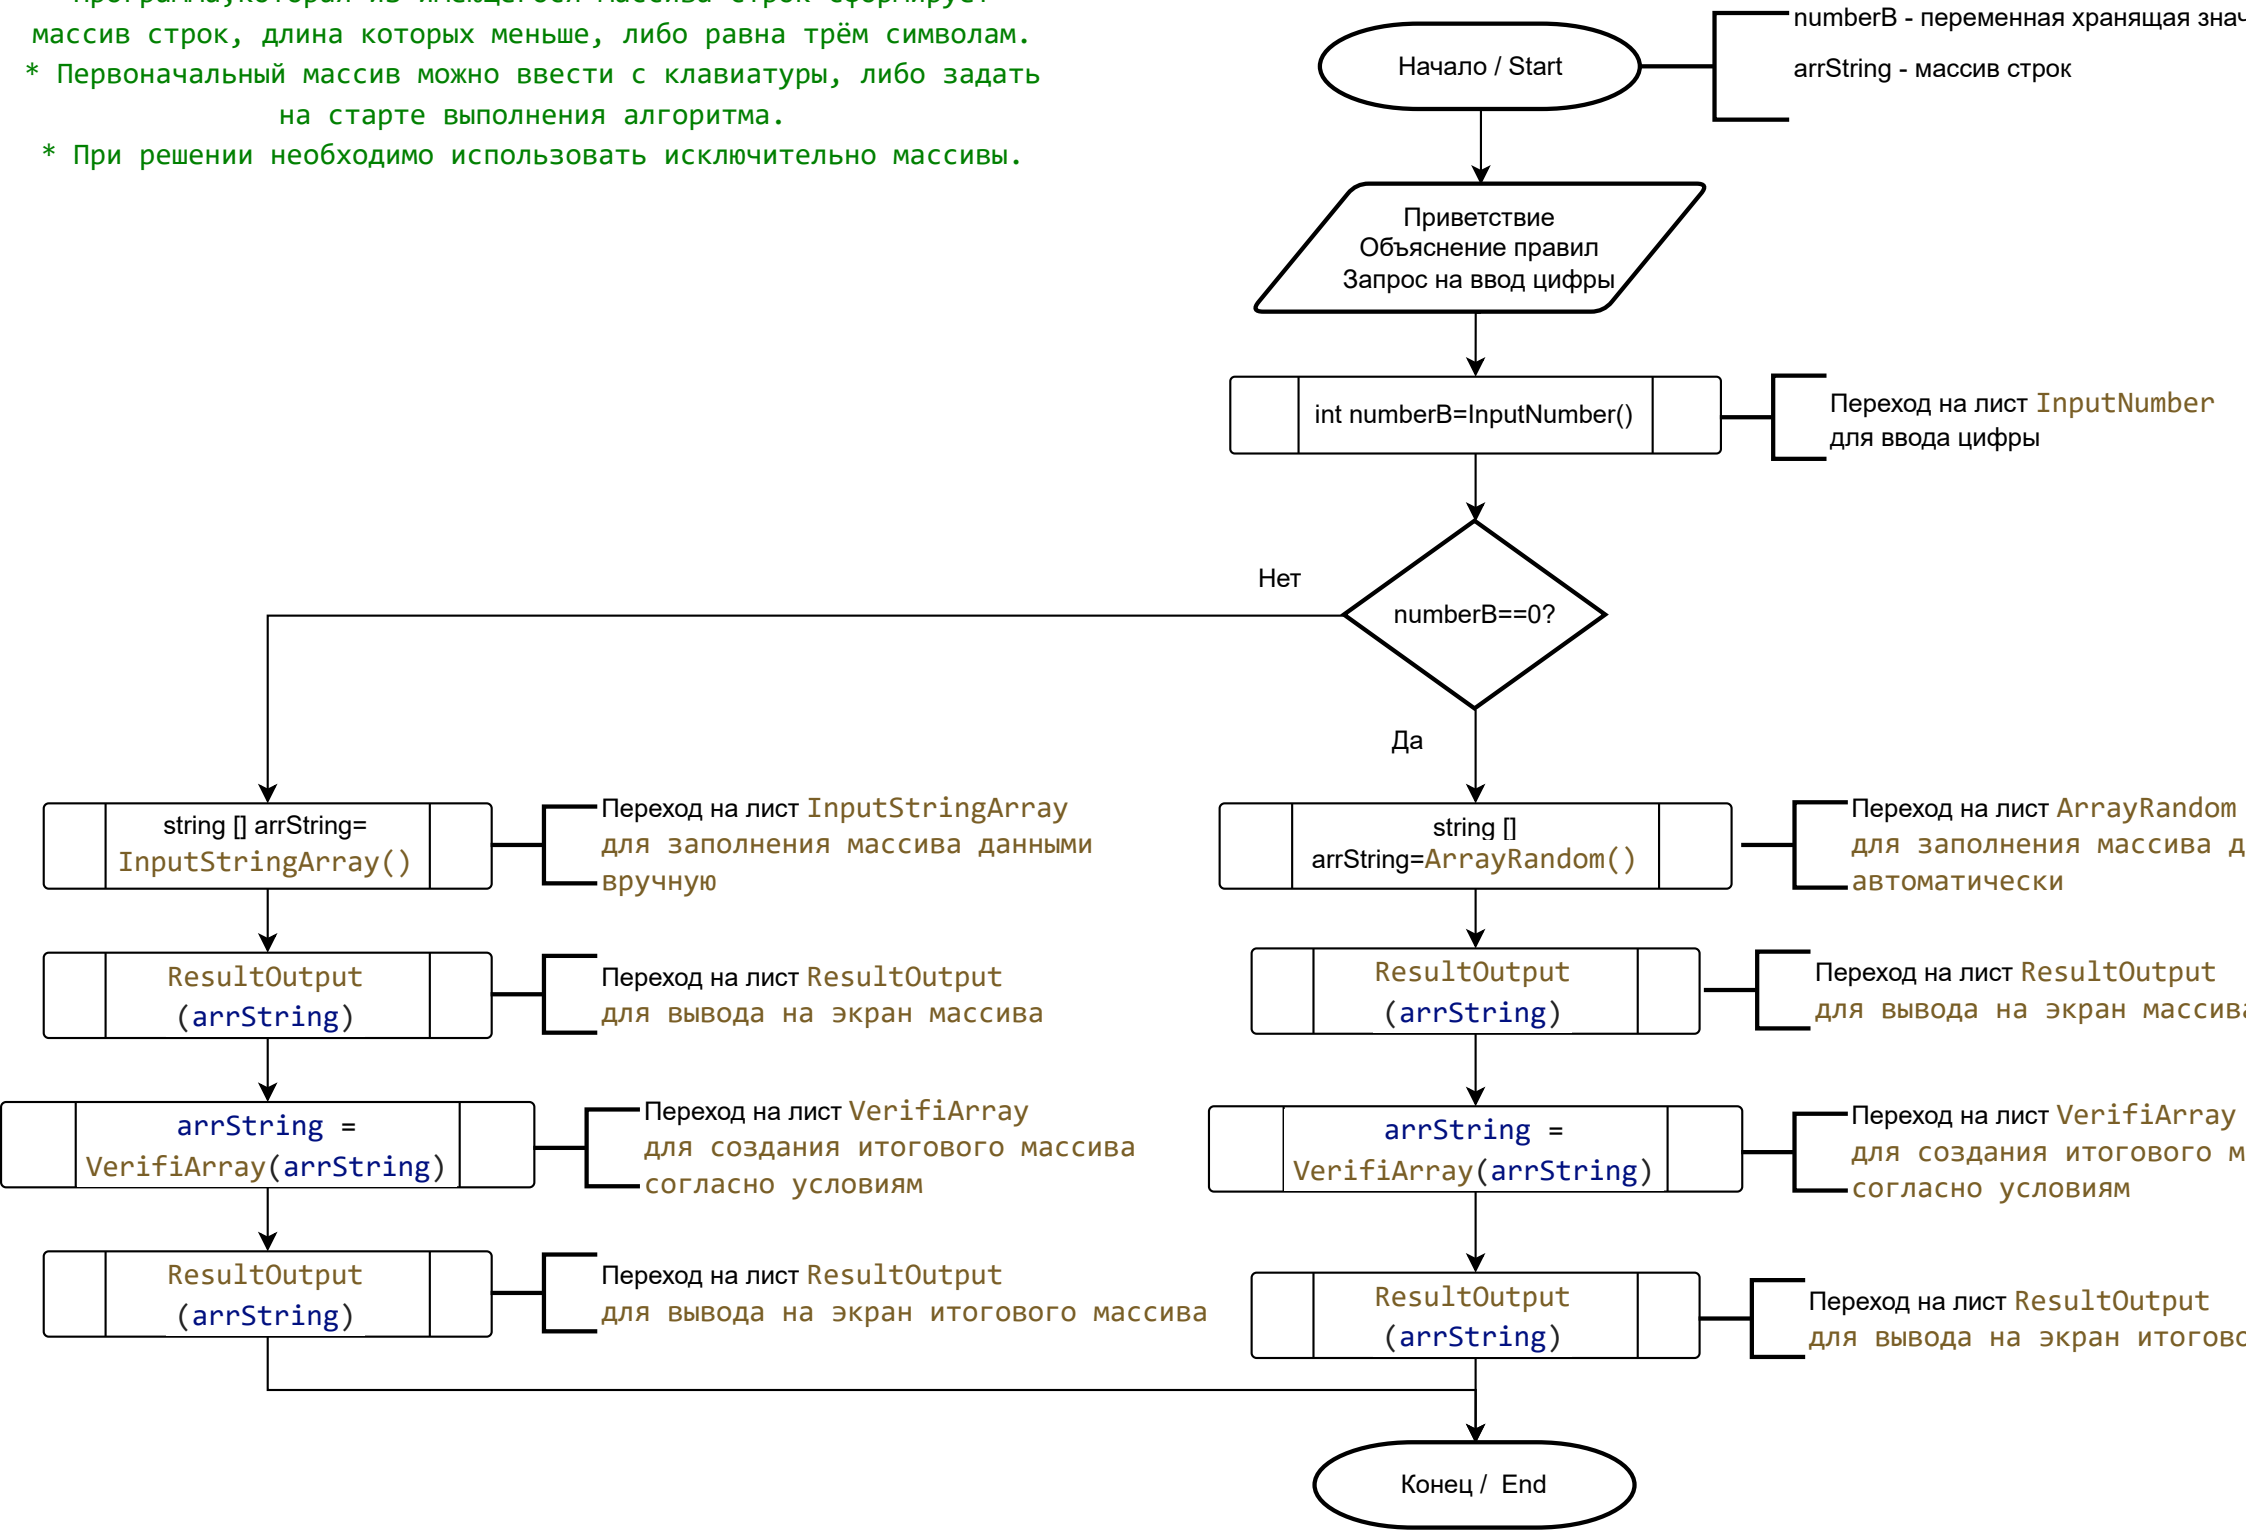 массив строк, длина которых меньше, либо равна трём символам.
* Первоначальный массив можно ввести с клавиатуры, либо задать
на старте выполнения алгоритма.
* При решении необходимо использовать исключительно массивы.
Начало / Start
numberB - переменная хранящая
arrString - массив строк
Приветствие
Объяснение правил
Запрос на ввод цифры
int numberB=InputNumber()
Переход на лист InputNumber
для ввода цифры
numberB==0?
Нет
Да
string [] arrString=
InputStringArray()
Переход на лист InputStringArray
для заполнения массива данными
вручную
ResultOutput
(arrString)
Переход на лист ResultOutput
для вывода на экран массива
arrString =
VerifiArray(arrString)
Переход на лист VerifiArray
для создания итогового массива
согласно условиям
ResultOutput
(arrString)
Переход на лист ResultOutput
для вывода на экран итогового массива
string []
arrString=ArrayRandom()
Переход на лист ArrayRandom
для заполнения массива
автоматически
ResultOutput
(arrString)
Переход на лист ResultOutput
для вывода на экран массива
arrString =
VerifiArray(arrString)
Переход на лист VerifiArray
для создания итогового
согласно условиям
ResultOutput
(arrString)
Переход на лист ResultOutput
для вывода на экран
Конец / End